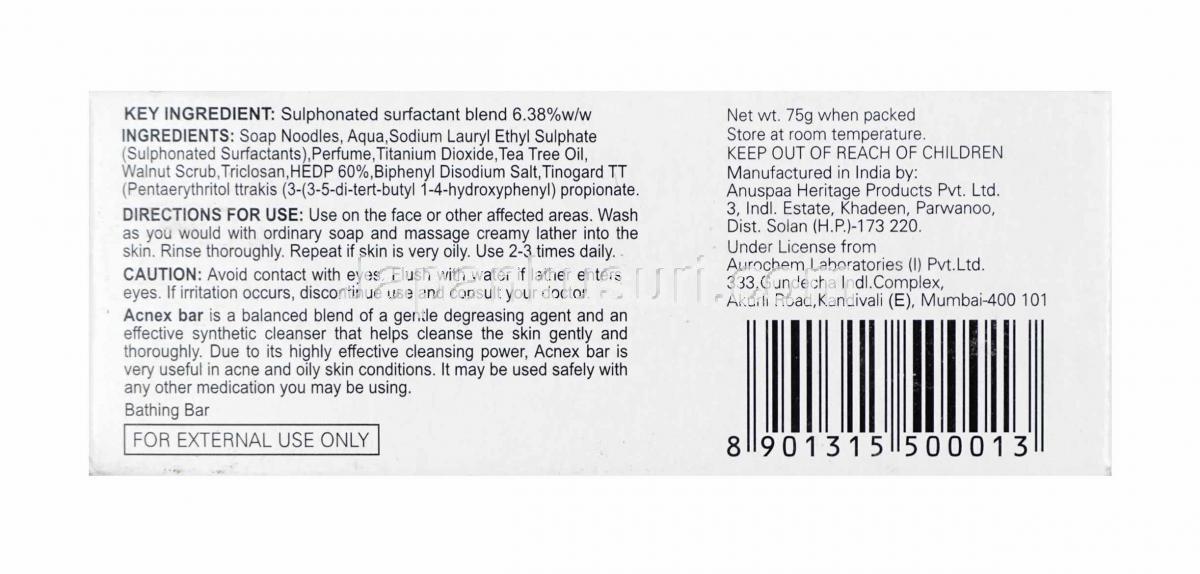 KEY INGREDIENT: Sulphonated surfactant blend 6.38%w/w
INGREDIENTS: Soap Noodles, Aqua,Sodium Lauryl Ethyl Sulphate
(Sulphonated Surfactants),Perfume,Titanium Dioxide,Tea Tree Oil,
Walnut Scrub,Triclosan,HEDP 60%,Biphenyl Disodium Salt,Tinogard TT
(Pentaerythritol ttrakis (3-(3-5-di-tert-butyl 1-4-hydroxyphenyl) propionate.
DIRECTIONS FOR USE: Use on the face or other affected areas. Wash
as you would with ordinary soap and massage creamy lather into the
skin. Rinse thoroughly. Repeat if skin is very oily. Use 2-3 times daily.
CAUTION: Avoid contact with eyes. Flush with water if lather enters
eyes. If irritation occurs, discontinue use and consult your doctor.
Acnex bar is a balanced blend of a gentle degreasing agent and an
effective synthetic cleanser that helps cleanse the skin gently and
thoroughly. Due to its highly effective cleansing power, Acnex bar is
very useful in acne and oily skin conditions. It may be used safely with
any other medication you may be using.
Bathing Bar
FOR EXTERNAL USE ONLY
Net wt. 75g when packed
Store at room temperature.
KEEP OUT OF REACH OF CHILDREN
Manufactured in India by:
Anuspaa Heritage Products Pvt. Ltd.
3, Indl. Estate, Khadeen, Parwanoo,
Dist. Solan (H.P.)-173 220.
Under License from
Aurochem Laboratories (I) Pvt.Ltd.
333,Gundecha Indl.Complex,
Akurli Road,Kandivali (E), Mumbai-400 101
8 901315 500013